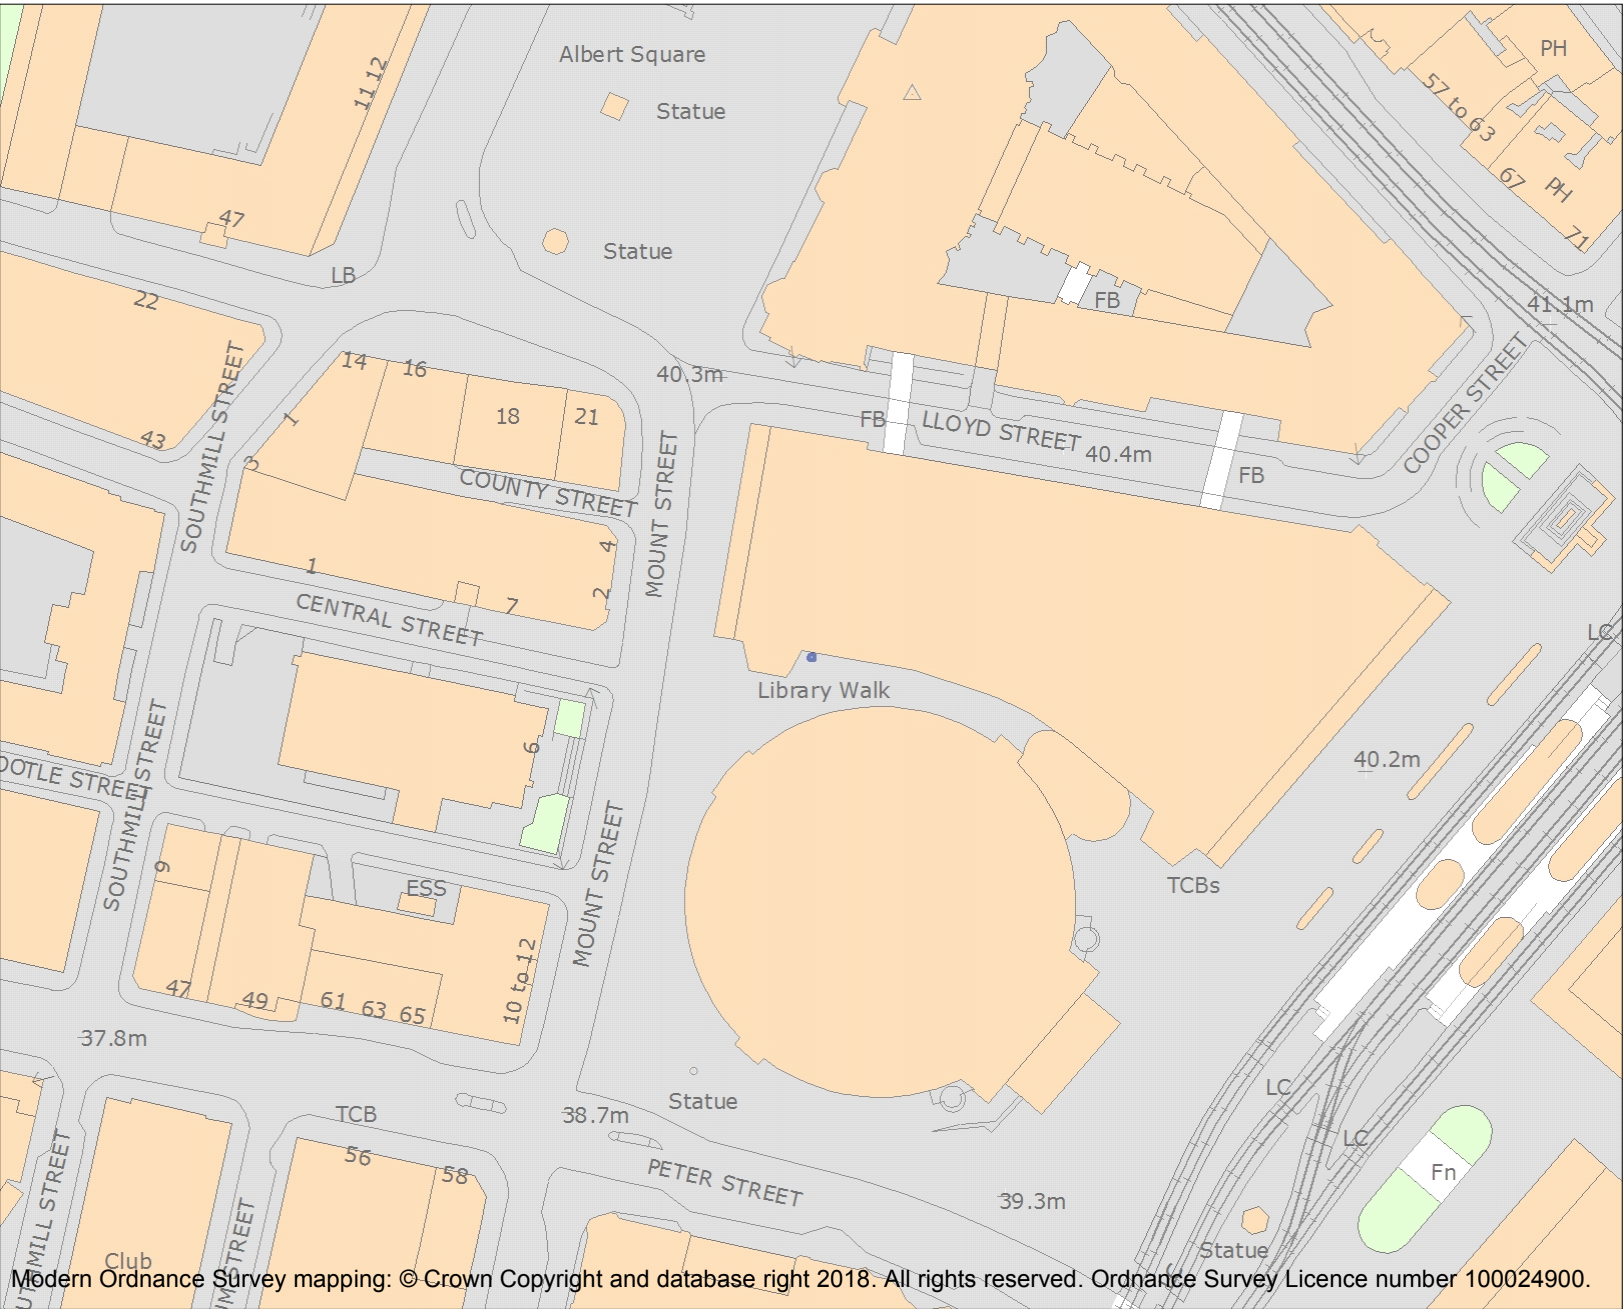 Albert Square
PH
11 12
57 to 63
Statue
67
PH
47
71
Statue
LB
22
FB
41.1m
14
16
40.3m
18
21
1
FB
LLOYD STREET
40.4m
COOPER STREET
43
SOUTHMILL STREET
3
FB
COUNTY STREET
MOUNT STREET
4
1
2
7
CENTRAL STREET
LC
Library Walk
6
40.2m
OOTLE STREET
SOUTHMILL STREET
9
ESS
MOUNT STREET
TCBs
10 to 12
47
49
61
63
65
37.8m
LC
Statue
TCB
38.7m
LC
56
58
PETER STREET
Fn
39.3m
UTHMILL STREET
M STREET
Club
Statue
Modern Ordnance Survey mapping: © Crown Copyright and database right 2018. All rights reserved. Ordnance Survey Licence number 100024900.